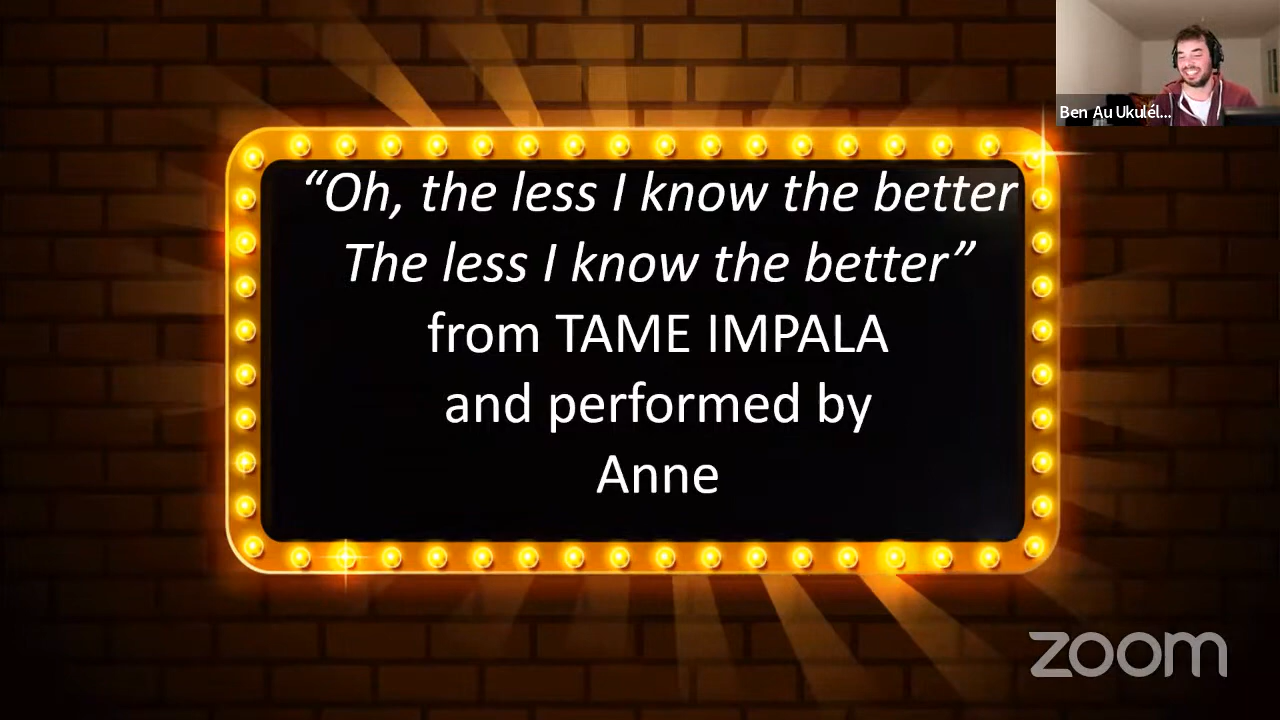 “Oh, the less I know the better
The less I know the better”
from TAME IMPALA
and performed by
Anne
Ben Au Ukulél...
zoom